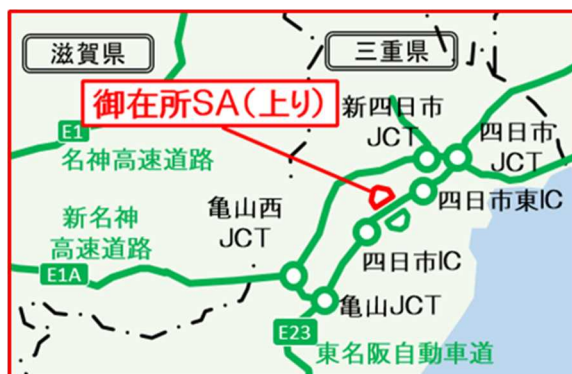 滋賀県
三重県
御在所SA(上り)
新四日市
JCT
四日市
JCT
E1
名神高速道路
四日市東IC
亀山西
JCT
新名神
高速道路
四日市IC
E1A
亀山JCT
E23
東名阪自動車道